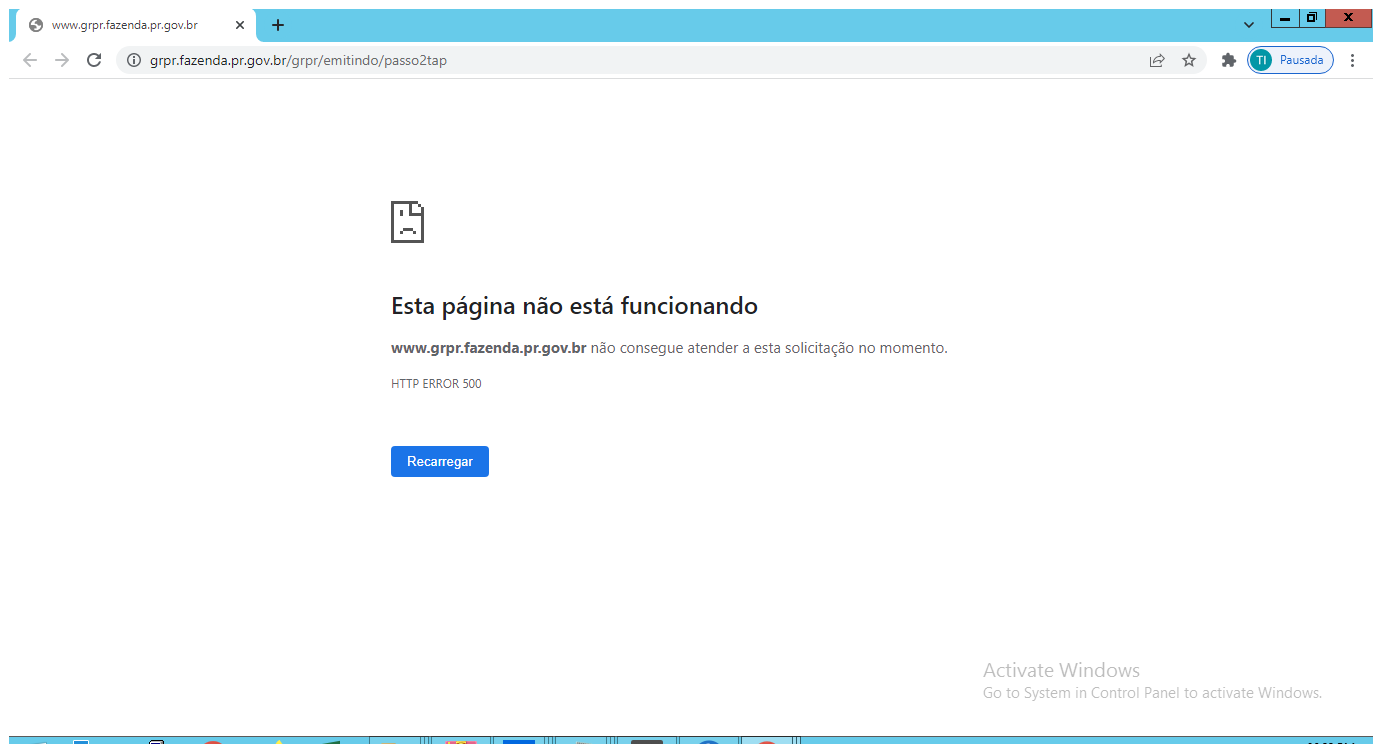 www.grpr.fazenda.pr.gov.br
grpr.fazenda.pr.gov.br/grpr/emitindo/passo2tap
TI Pausada
Esta página não está funcionando
www.grpr.fazenda.pr.gov.br não consegue atender a esta solicitação no momento.
HTTP ERROR 500
Recarregar
Activate Windows
Go to System in Control Panel to activate Windows.